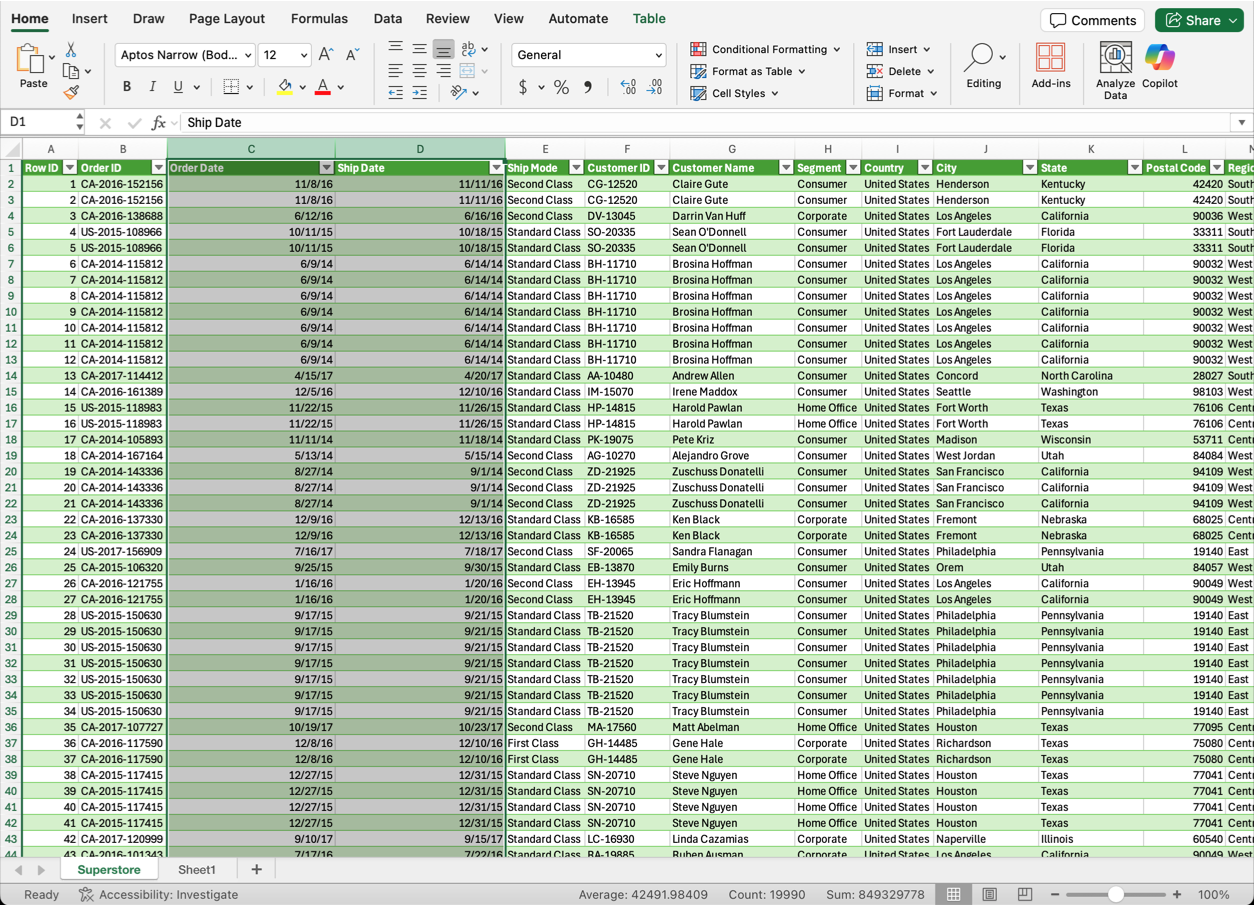 Home Insert Draw Page Layout Formulas Data Review View Automate Table Comments Share
Paste Aptos Narrow (Bod... 12 A A ab General Conditional Formatting Insert
B I U A $ % , .00 .0 Format as Table Delete Editing Add-ins Analyze Data Copilot
Cell Styles Format
D1 fx Ship Date
A B C D E F G H I J K L N
1 Row ID Order ID Order Date Ship Date Ship Mode Customer ID Customer Name Segment Country City State Postal Code Regio
2 1 CA-2016-152156 11/8/16 11/11/16 Second Class CG-12520 Claire Gute Consumer United States Henderson Kentucky 42420 South
3 2 CA-2016-152156 11/8/16 11/11/16 Second Class CG-12520 Claire Gute Consumer United States Henderson Kentucky 42420 South
4 3 CA-2016-138688 6/12/16 6/16/16 Second Class DV-13045 Darrin Van Huff Corporate United States Los Angeles California 90036 West
5 4 US-2015-108966 10/11/15 10/18/15 Standard Class SO-20335 Sean O'Donnell Consumer United States Fort Lauderdale Florida 33311 South
6 5 US-2015-108966 10/11/15 10/18/15 Standard Class SO-20335 Sean O'Donnell Consumer United States Fort Lauderdale Florida 33311 South
7 6 CA-2014-115812 6/9/14 6/14/14 Standard Class BH-11710 Brosina Hoffman Consumer United States Los Angeles California 90032 West
8 7 CA-2014-115812 6/9/14 6/14/14 Standard Class BH-11710 Brosina Hoffman Consumer United States Los Angeles California 90032 West
9 8 CA-2014-115812 6/9/14 6/14/14 Standard Class BH-11710 Brosina Hoffman Consumer United States Los Angeles California 90032 West
10 9 CA-2014-115812 6/9/14 6/14/14 Standard Class BH-11710 Brosina Hoffman Consumer United States Los Angeles California 90032 West
11 10 CA-2014-115812 6/9/14 6/14/14 Standard Class BH-11710 Brosina Hoffman Consumer United States Los Angeles California 90032 West
12 11 CA-2014-115812 6/9/14 6/14/14 Standard Class BH-11710 Brosina Hoffman Consumer United States Los Angeles California 90032 West
13 12 CA-2014-115812 6/9/14 6/14/14 Standard Class BH-11710 Brosina Hoffman Consumer United States Los Angeles California 90032 West
14 13 CA-2017-114412 4/15/17 4/20/17 Standard Class AA-10480 Andrew Allen Consumer United States Concord North Carolina 28027 South
15 14 CA-2016-161389 12/5/16 12/10/16 Standard Class IM-15070 Irene Maddox Consumer United States Seattle Washington 98103 West
16 15 US-2015-118983 11/22/15 11/26/15 Standard Class HP-14815 Harold Pawlan Home Office United States Fort Worth Texas 76106 Centr
17 16 US-2015-118983 11/22/15 11/26/15 Standard Class HP-14815 Harold Pawlan Home Office United States Fort Worth Texas 76106 Centr
18 17 CA-2014-105893 11/11/14 11/18/14 Standard Class PK-19075 Pete Kriz Consumer United States Madison Wisconsin 53711 Centr
19 18 CA-2014-167164 5/13/14 5/15/14 Second Class AG-10270 Alejandro Grove Consumer United States West Jordan Utah 84084 West
20 19 CA-2014-143336 8/27/14 9/1/14 Second Class ZD-21925 Zuschuss Donatelli Consumer United States San Francisco California 94109 West
21 20 CA-2014-143336 8/27/14 9/1/14 Second Class ZD-21925 Zuschuss Donatelli Consumer United States San Francisco California 94109 West
22 21 CA-2014-143336 8/27/14 9/1/14 Second Class ZD-21925 Zuschuss Donatelli Consumer United States San Francisco California 94109 West
23 22 CA-2016-137330 12/9/16 12/13/16 Standard Class KB-16585 Ken Black Corporate United States Fremont Nebraska 68025 Centr
24 23 CA-2016-137330 12/9/16 12/13/16 Standard Class KB-16585 Ken Black Corporate United States Fremont Nebraska 68025 Centr
25 24 US-2017-156909 7/16/17 7/18/17 Second Class SF-20065 Sandra Flanagan Consumer United States Philadelphia Pennsylvania 19140 East
26 25 CA-2015-106320 9/25/15 9/30/15 Standard Class EB-13870 Emily Burns Consumer United States Orem Utah 84057 West
27 26 CA-2016-121755 1/16/16 1/20/16 Second Class EH-13945 Eric Hoffmann Consumer United States Los Angeles California 90049 West
28 27 CA-2016-121755 1/16/16 1/20/16 Second Class EH-13945 Eric Hoffmann Consumer United States Los Angeles California 90049 West
29 28 US-2015-150630 9/17/15 9/21/15 Standard Class TB-21520 Tracy Blumstein Consumer United States Philadelphia Pennsylvania 19140 East
30 29 US-2015-150630 9/17/15 9/21/15 Standard Class TB-21520 Tracy Blumstein Consumer United States Philadelphia Pennsylvania 19140 East
31 30 US-2015-150630 9/17/15 9/21/15 Standard Class TB-21520 Tracy Blumstein Consumer United States Philadelphia Pennsylvania 19140 East
32 31 US-2015-150630 9/17/15 9/21/15 Standard Class TB-21520 Tracy Blumstein Consumer United States Philadelphia Pennsylvania 19140 East
33 32 US-2015-150630 9/17/15 9/21/15 Standard Class TB-21520 Tracy Blumstein Consumer United States Philadelphia Pennsylvania 19140 East
34 33 US-2015-150630 9/17/15 9/21/15 Standard Class TB-21520 Tracy Blumstein Consumer United States Philadelphia Pennsylvania 19140 East
35 34 US-2015-150630 9/17/15 9/21/15 Standard Class TB-21520 Tracy Blumstein Consumer United States Philadelphia Pennsylvania 19140 East
36 35 CA-2017-107727 10/19/17 10/23/17 Second Class MA-17560 Matt Abelman Home Office United States Houston Texas 77095 Centr
37 36 CA-2016-117590 12/8/16 12/10/16 First Class GH-14485 Gene Hale Corporate United States Richardson Texas 75080 Centr
38 37 CA-2016-117590 12/8/16 12/10/16 First Class GH-14485 Gene Hale Corporate United States Richardson Texas 75080 Centr
39 38 CA-2015-117415 12/27/15 12/31/15 Standard Class SN-20710 Steve Nguyen Home Office United States Houston Texas 77041 Centr
40 39 CA-2015-117415 12/27/15 12/31/15 Standard Class SN-20710 Steve Nguyen Home Office United States Houston Texas 77041 Centr
41 40 CA-2015-117415 12/27/15 12/31/15 Standard Class SN-20710 Steve Nguyen Home Office United States Houston Texas 77041 Centr
42 41 CA-2015-117415 12/27/15 12/31/15 Standard Class SN-20710 Steve Nguyen Home Office United States Houston Texas 77041 Centr
43 42 CA-2017-120999 9/10/17 9/15/17 Standard Class LC-16930 Linda Cazamias Corporate United States Naperville Illinois 60540 Centr
44 43 CA-2016-101343 7/17/16 7/22/16 Standard Class RA-19885 Ruben Ausman Corporate United States Los Angeles California 90049 West
Superstore Sheet1 +
Ready Accessibility: Investigate Average: 42491.98409 Count: 19990 Sum: 849329778 100%